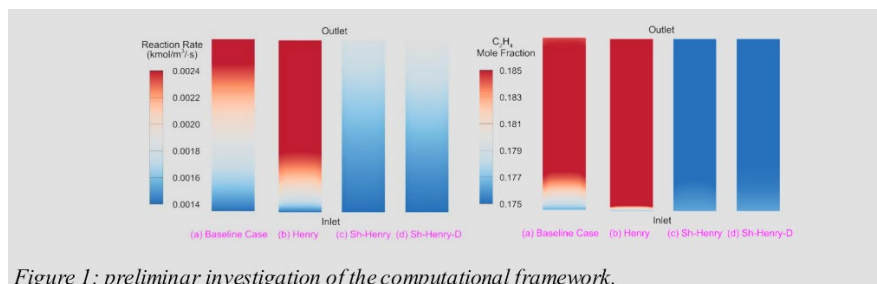 Outlet
Outlet
Reaction Rate
(kmol/m³/s)
C₂H₄
Mole Fraction
0.0024
0.0022
0.0020
0.0018
0.0016
0.0014
0.185
0.183
0.181
0.179
0.177
0.175
Inlet
Inlet
(a) Baseline Case (b) Henry (c) Sh-Henry (d) Sh-Henry-D
(a) Baseline Case (b) Henry (c) Sh-Henry (d) Sh-Henry-D
Figure 1: preliminar investigation of the computational framework.